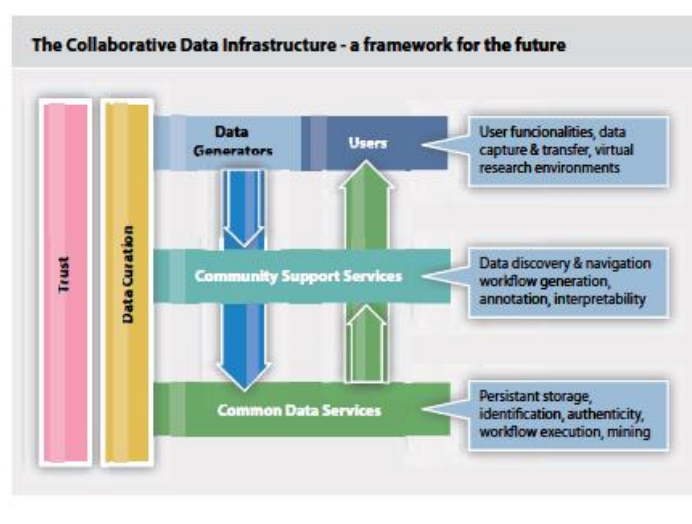 The Collaborative Data Infrastructure - a framework for the future
Trust
Data Curation
Data
Generators
Users
User funcionalities, data
capture & transfer, virtual
research environments
Community Support Services
Data discovery & navigation
workflow generation,
annotation, interpretability
Common Data Services
Persistant storage,
identification, authenticity,
workflow execution, mining